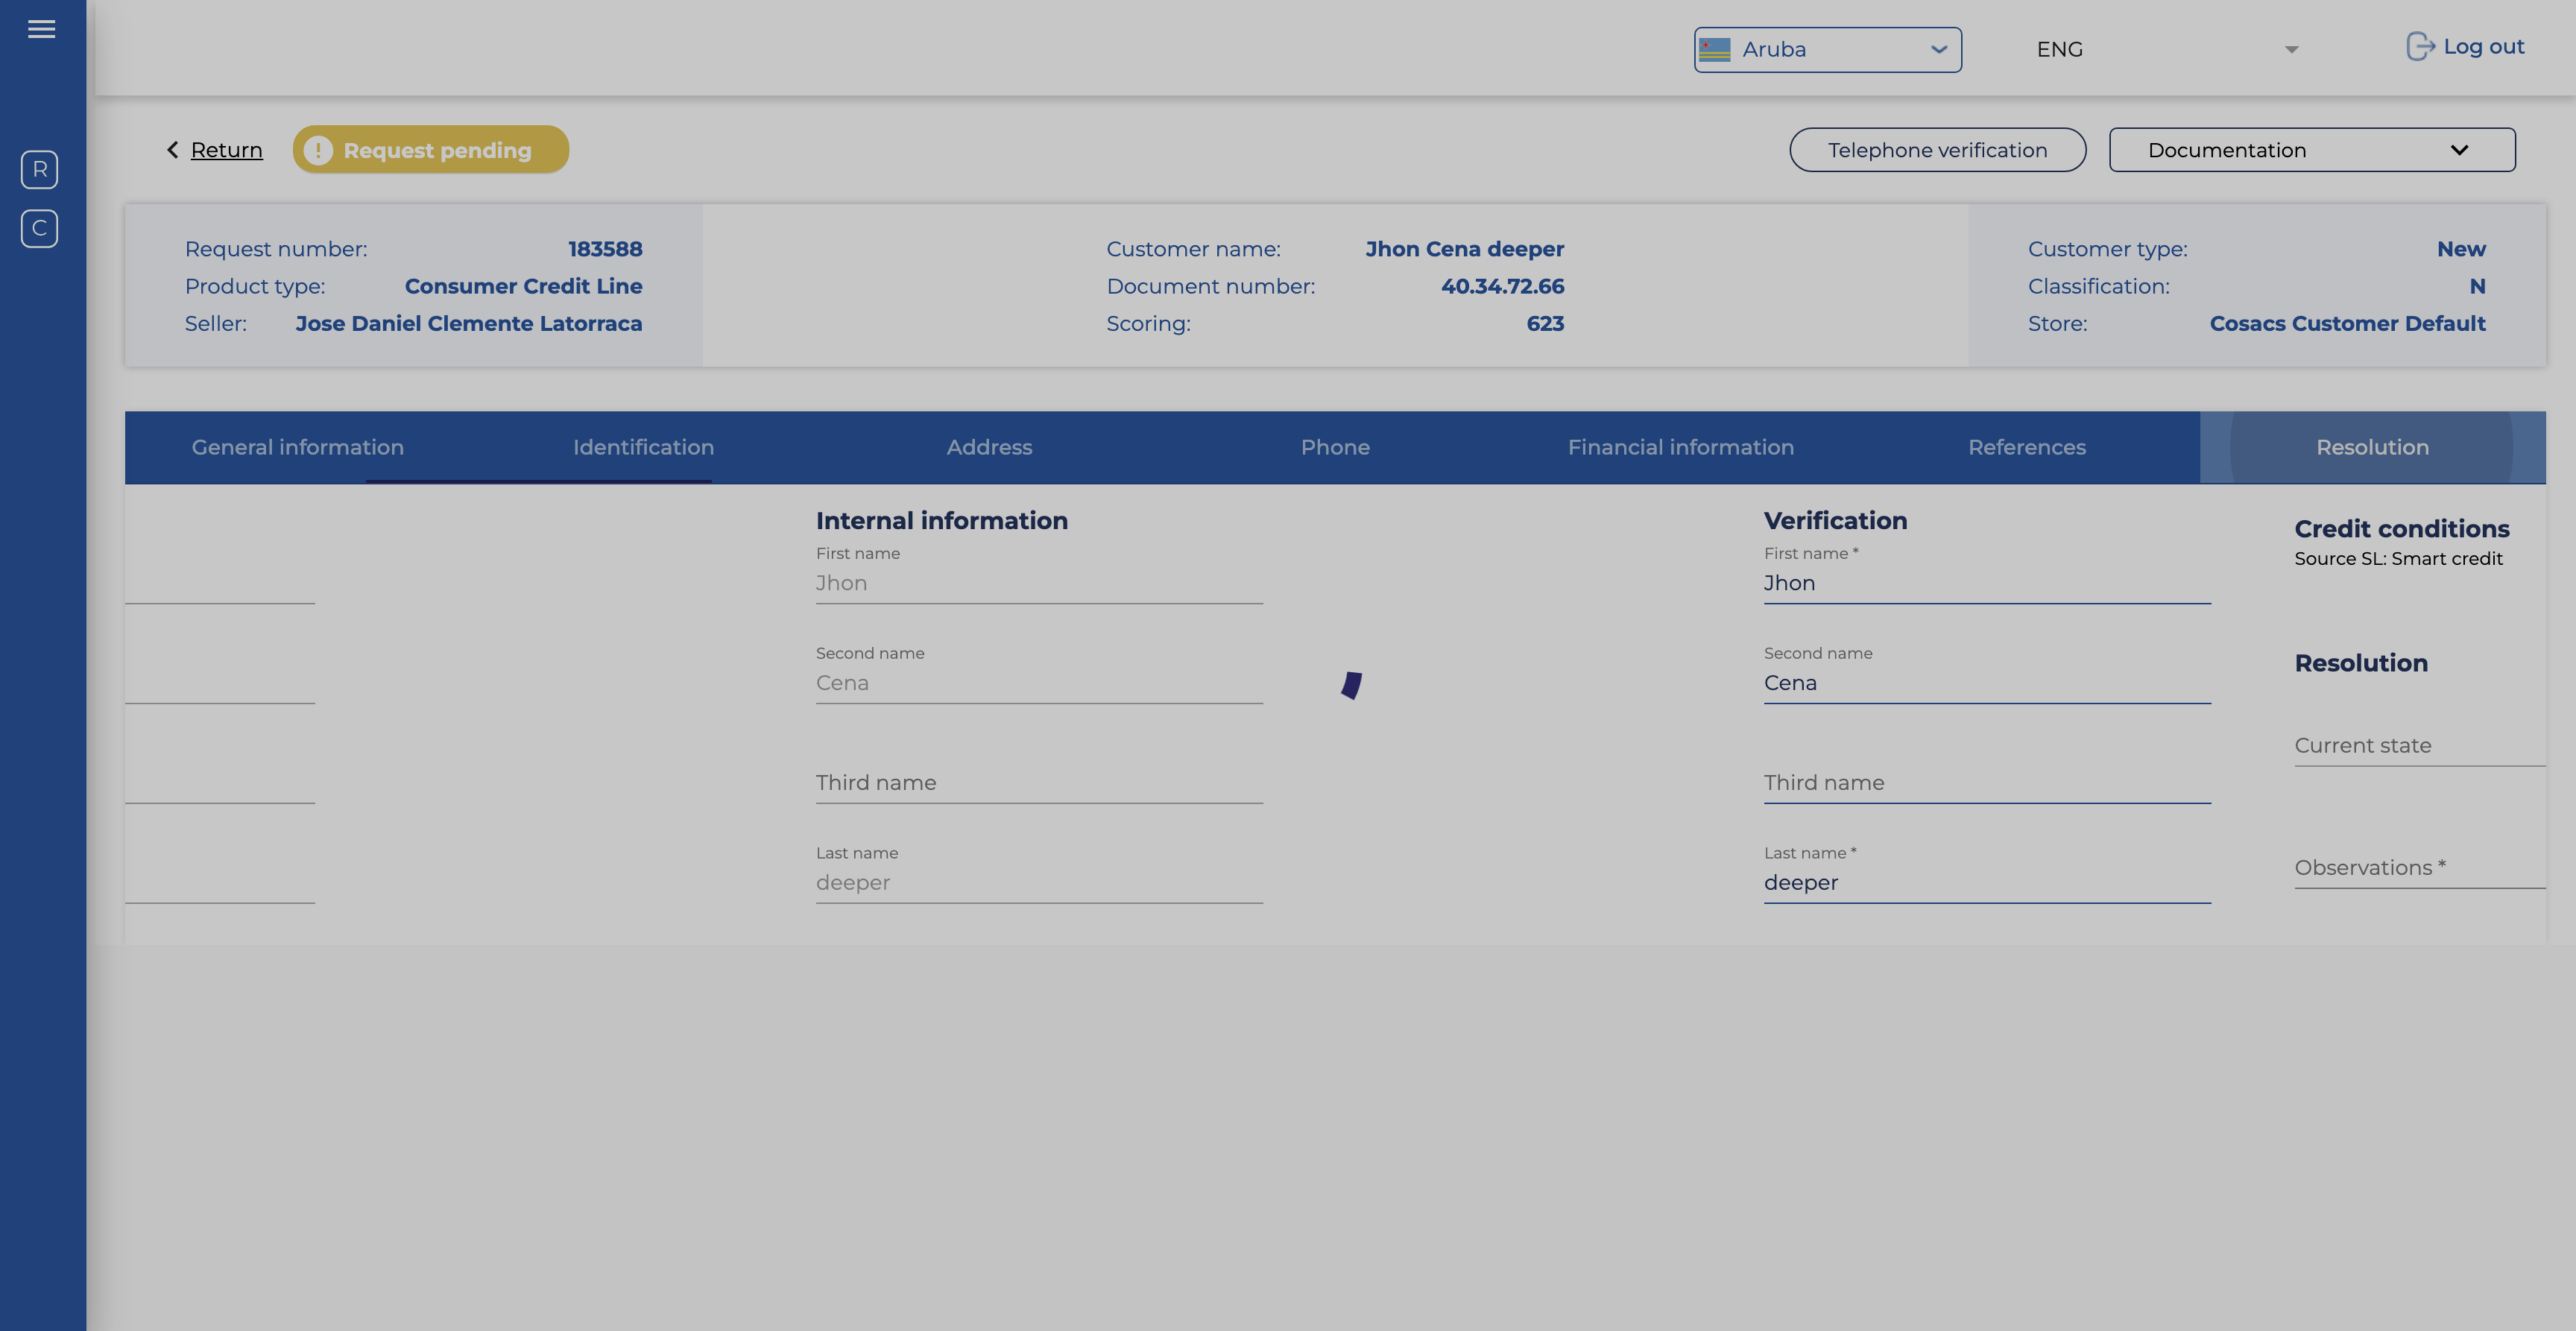 Aruba
ENG
Log out
R
C
Return
Request pending
Telephone verification
Documentation
Request number: 183588
Product type: Consumer Credit Line
Seller: Jose Daniel Clemente Latorraca
Customer name: Jhon Cena deeper
Document number: 40.34.72.66
Scoring: 623
Customer type: New
Classification: N
Store: Cosacs Customer Default
General information
Identification
Address
Phone
Financial information
References
Resolution
Internal information
First name
Jhon
Second name
Cena
Third name
Last name
deeper
Verification
First name *
Jhon
Second name
Cena
Third name
Last name *
deeper
Credit conditions
Source SL: Smart credit
Resolution
Current state
Observations *